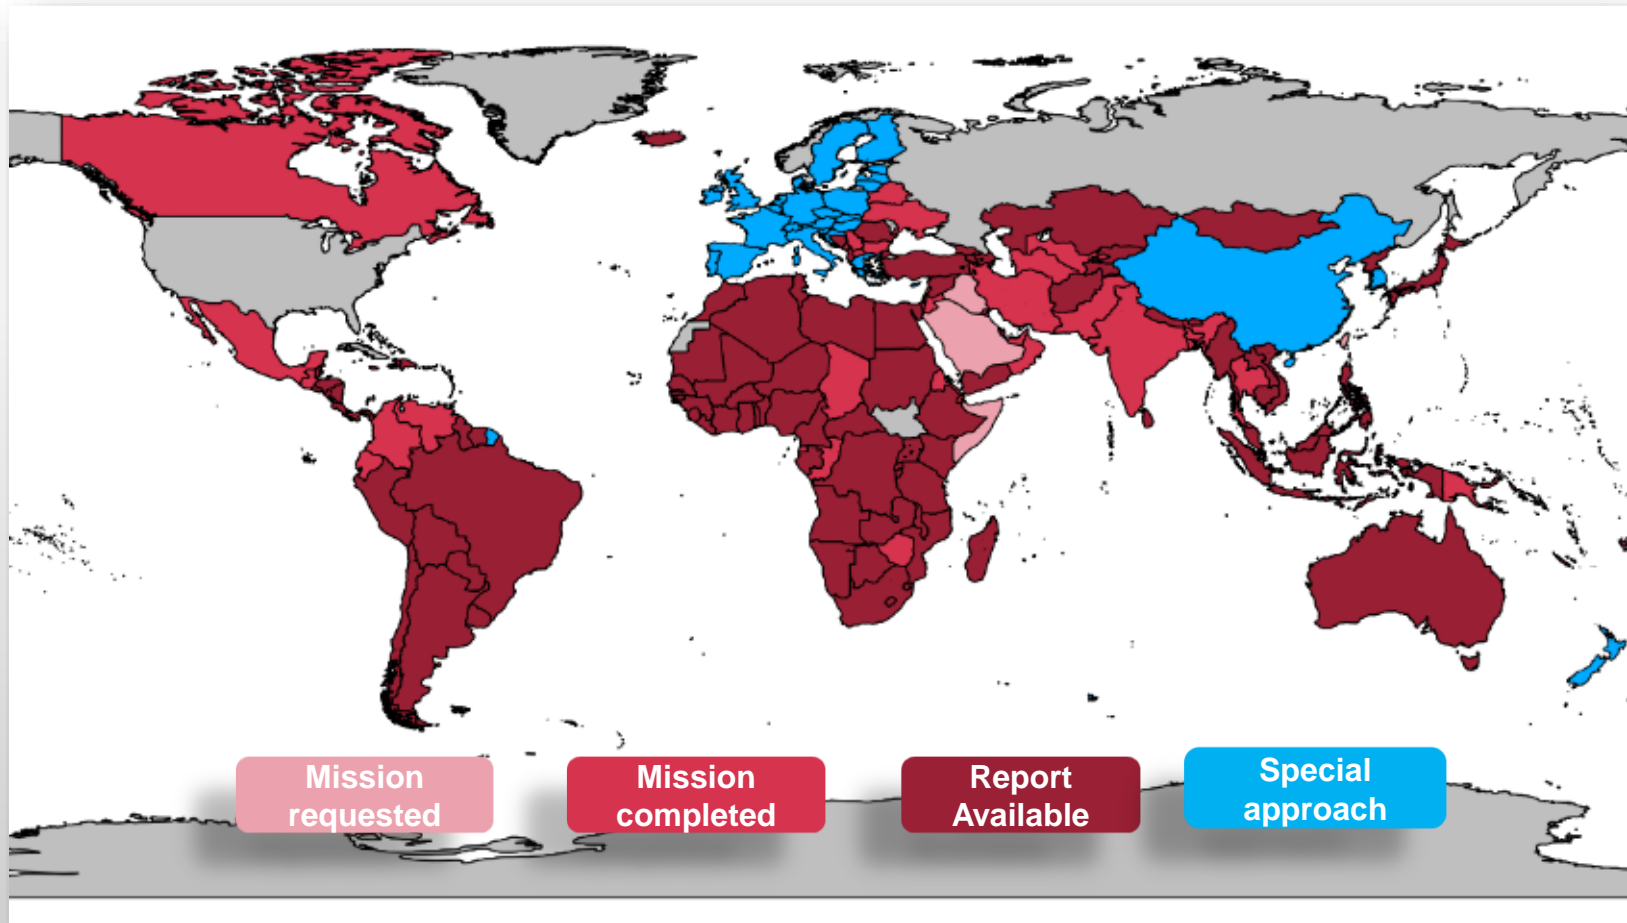 Mission
requested
Mission
completed
Report
Available
Special
approach